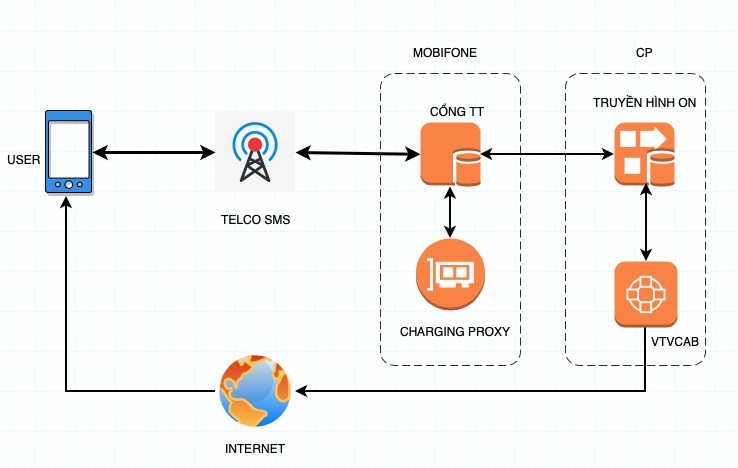 MOBIFONE
CP
CỔNG TT
TRUYỀN HÌNH ON
USER
TELCO SMS
CHARGING PROXY
VTVCAB
INTERNET